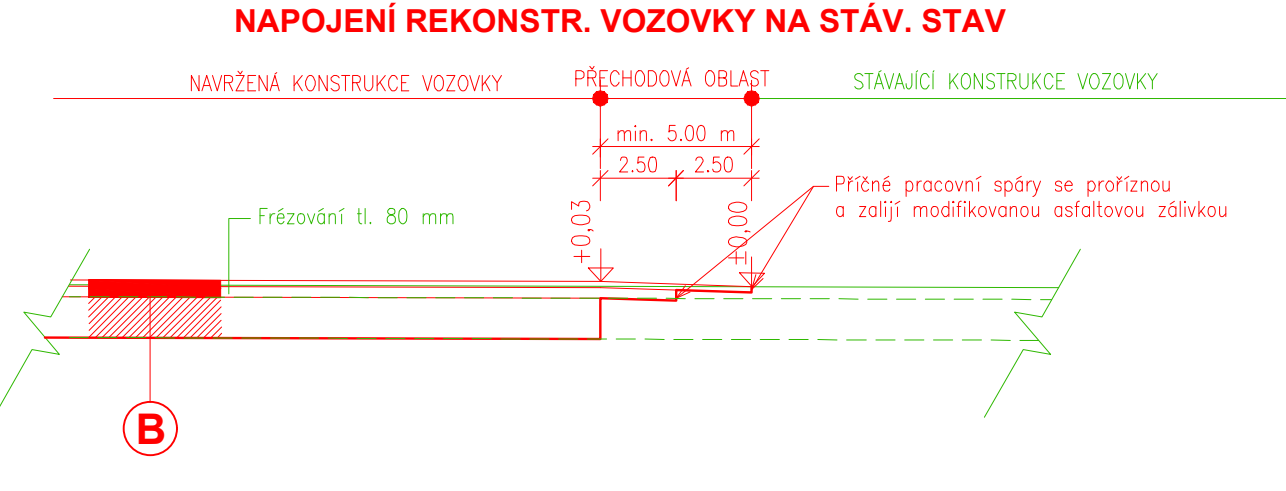 NAPOJENÍ REKONSTR. VOZOVKY NA STÁV. STAV
NAVRŽENÁ KONSTRUKCE VOZOVKY
PŘECHODOVÁ OBLAST
STÁVAJÍCÍ KONSTRUKCE VOZOVKY
min. 5.00 m
2.50
2.50
Příčné pracovní spáry se proříznou
a zalijí modifikovanou asfaltovou zálivkou
Frézování tl. 80 mm
+0,03
±0,00
B